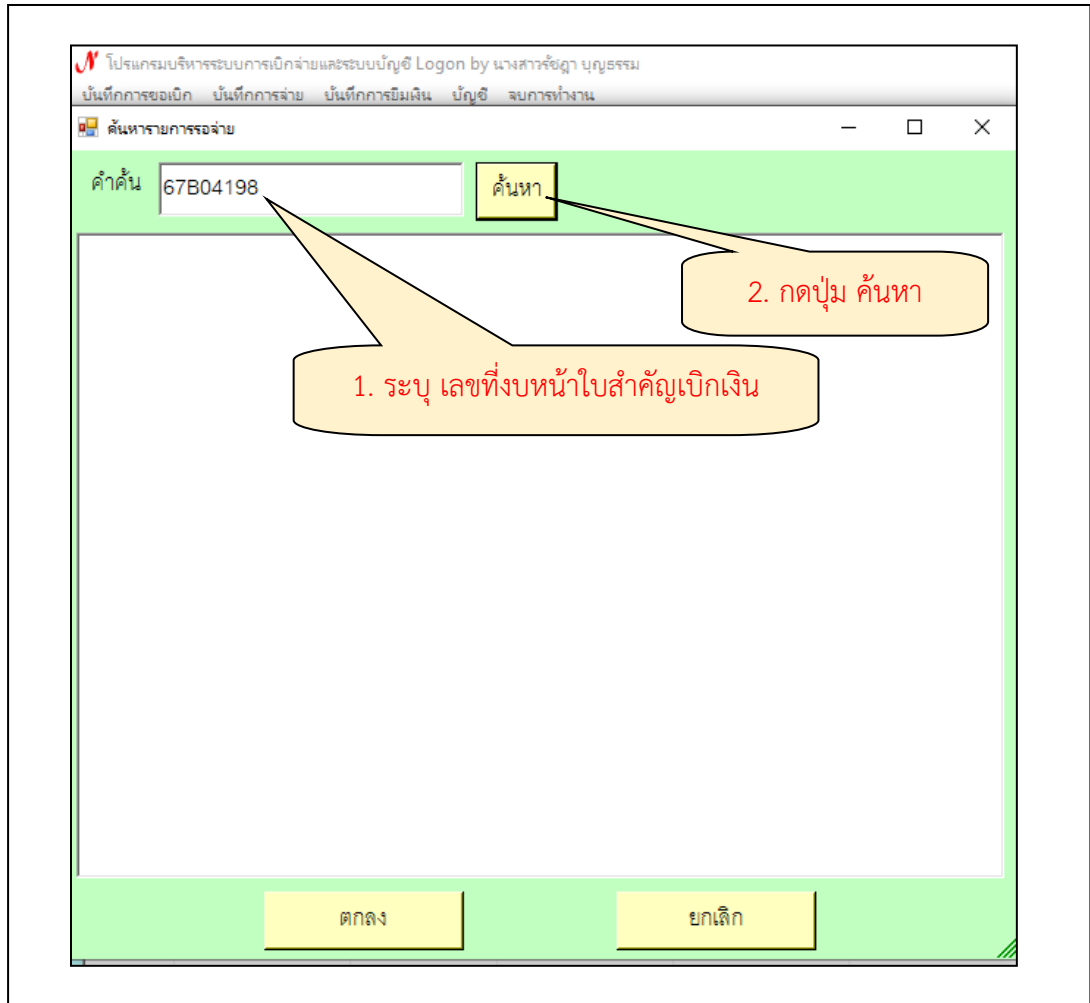 โปรแกรมบริหารระบบการเบิกจ่ายและระบบบัญชี Logon by นางสาวรัชฎา บุญธรรม
บันทึกการขอเบิก บันทึกการจ่าย บันทึกการยืมเงิน บัญชี จบการทำงาน
ค้นหารายการรอจ่าย
คำค้น 67B04198 ค้นหา
2. กดปุ่ม ค้นหา
1. ระบุ เลขที่งบหน้าใบสำคัญเบิกเงิน
ตกลง ยกเลิก